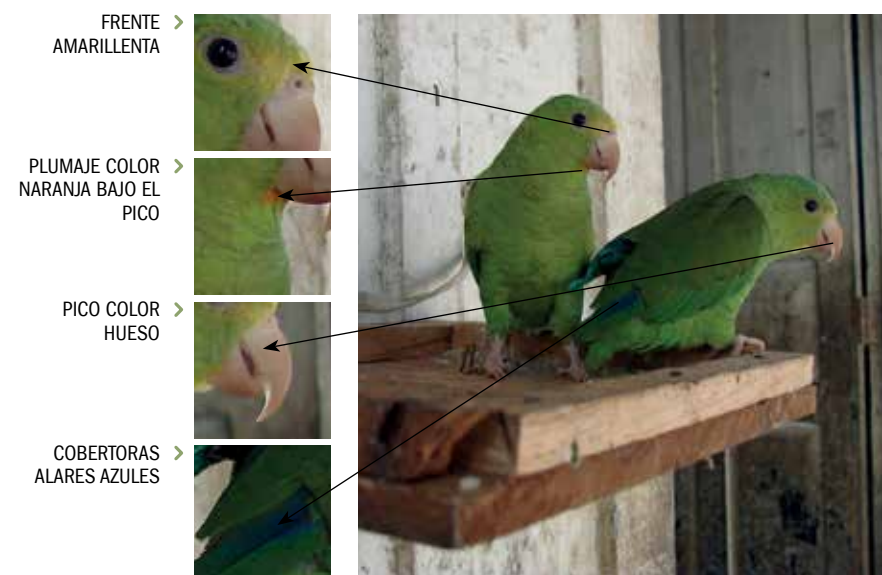 FRENTE
AMARILLENTA
PLUMAJE COLOR
NARANJA BAJO EL
PICO
PICO COLOR
HUESO
COBERTORAS
ALARES AZULES